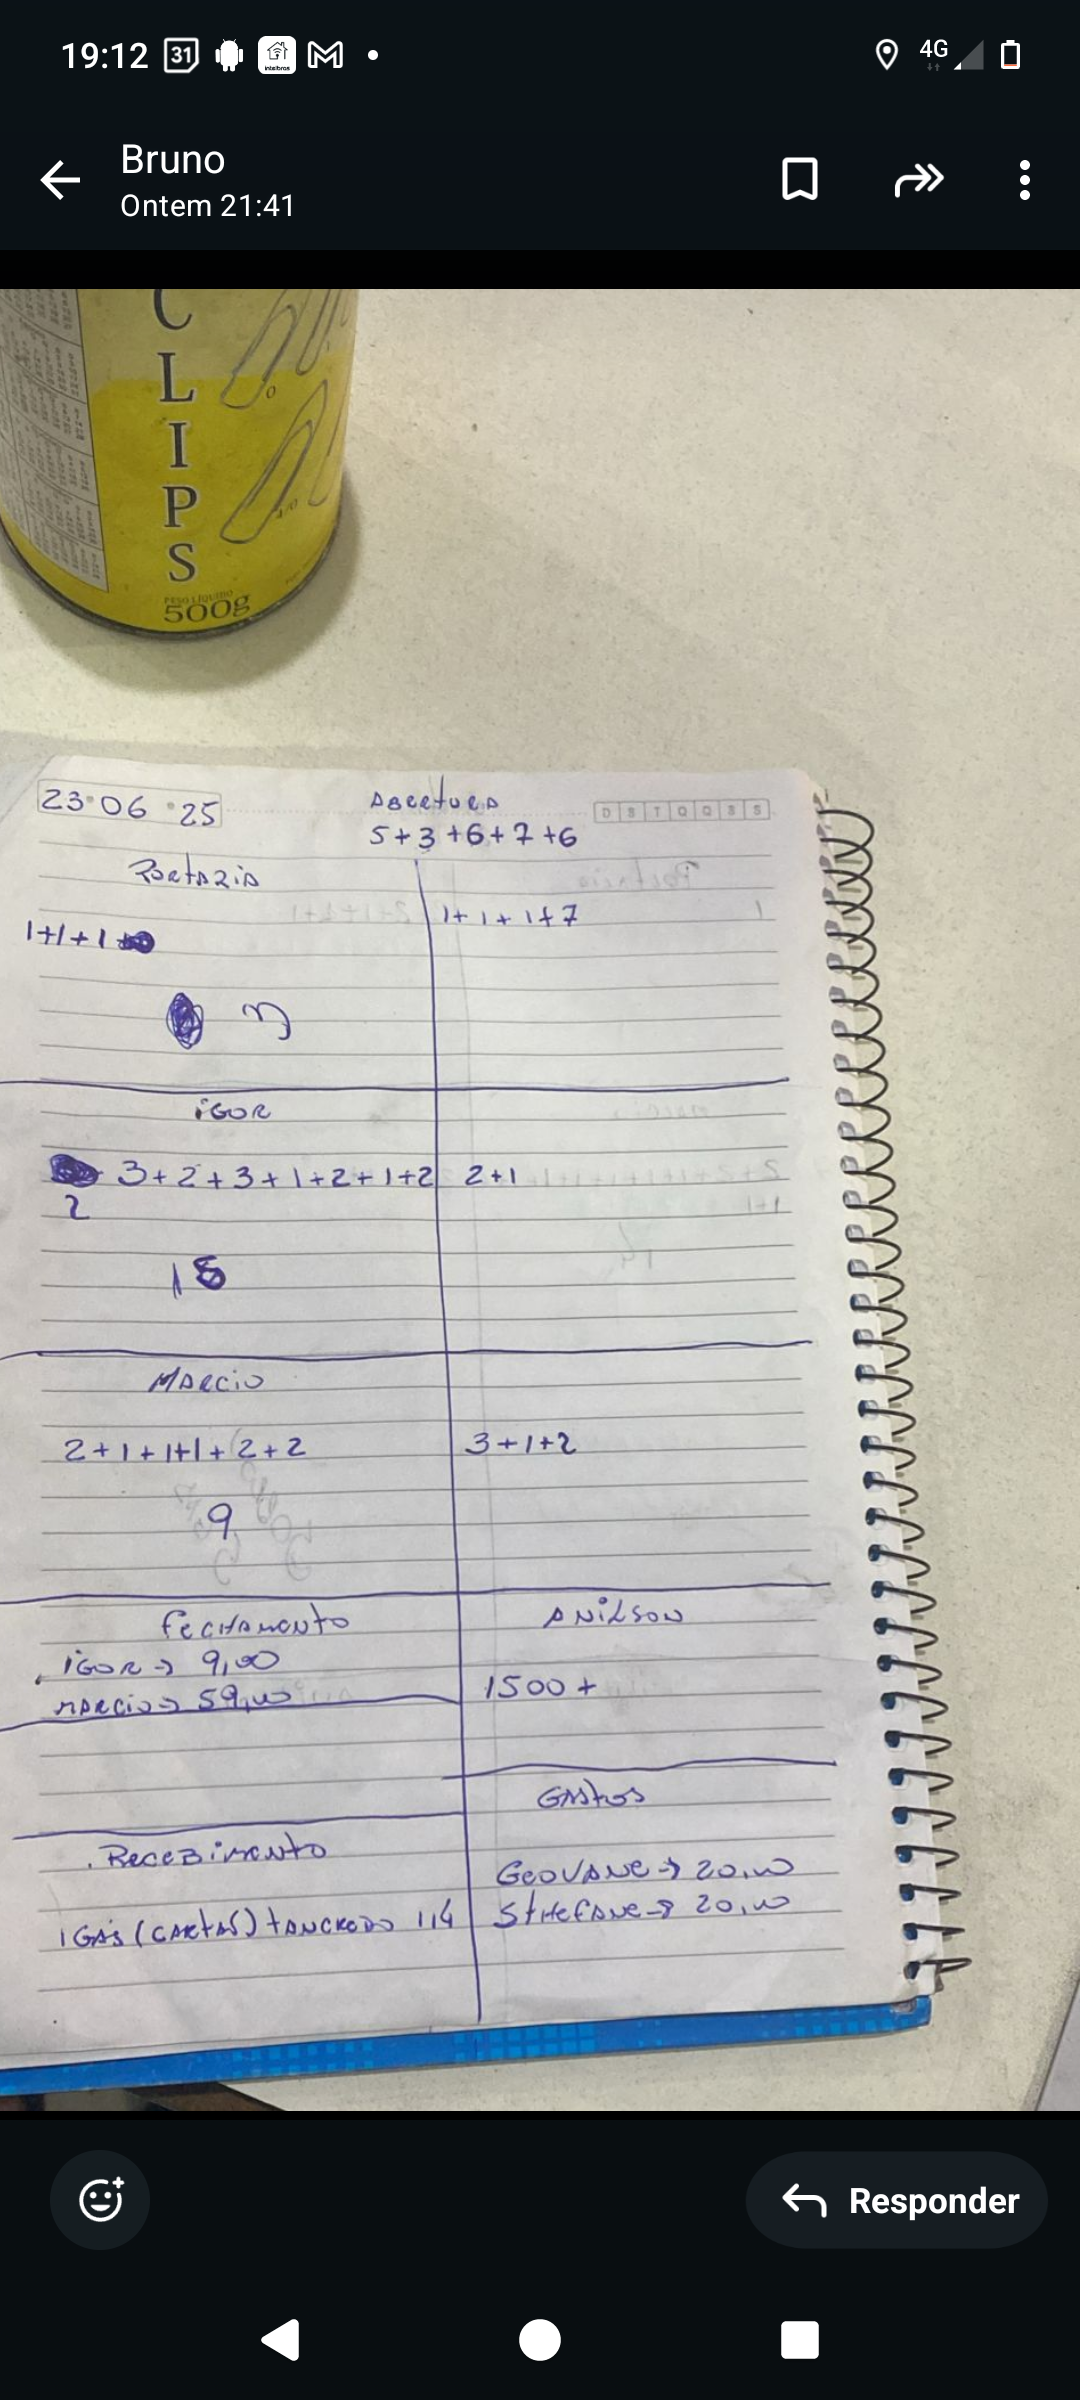 19:12 31 intelbras 4G
Bruno
Ontem 21:41
CLIPS
PESO LÍQUIDO
500g
23 06 25
Abertura
D S T Q Q S S
5+3+6+7+6
Portaria
1+1+1
1+1+1+7
3
iGOR
3+2+3+1+2+1+2
2+1
2
18
MARCIO
2+1+1+1+2+2
3+1+2
9
FECHAMENTO
iGOR → 9,00
MARCIO → 59,00
ANILSON
1500+
GASTOS
GEOVANE → 20,00
STHEFANE → 20,00
RECEBIMENTO
1 GÁS (CARTAS) TANCREDO 114
Responder